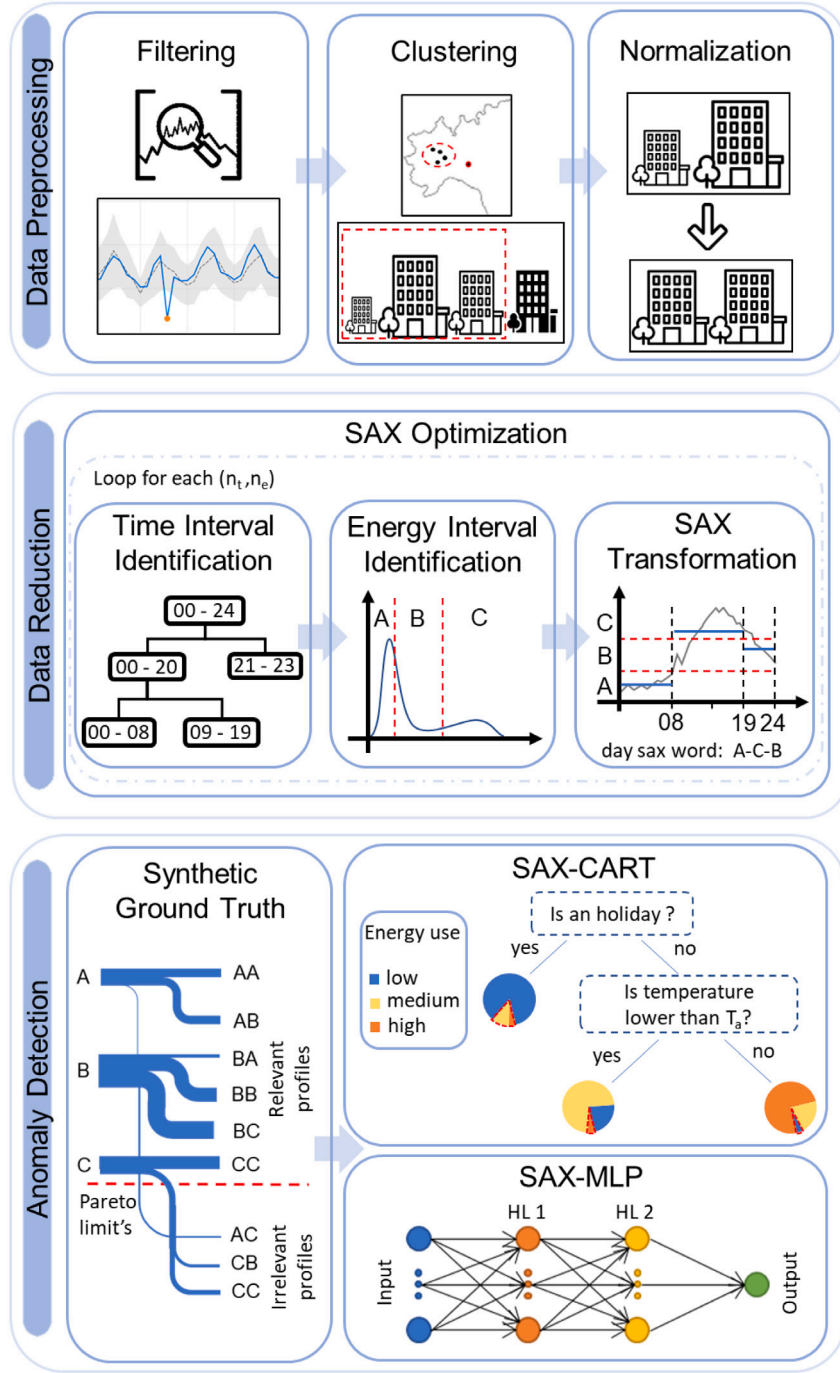 Data Preprocessing
Filtering
Clustering
Normalization
Data Reduction
SAX Optimization
Loop for each (nt,ne)
Time Interval
Identification
00 - 24
00 - 20
21 - 23
00 - 08
09 - 19
Energy Interval
Identification
A
B
C
SAX
Transformation
C
B
A
08
19
24
day sax word: A-C-B
Anomaly Detection
Synthetic
Ground Truth
A
AA
AB
B
BA
BB
BC
C
CC
Relevant
profiles
Pareto
limit's
AC
CB
CC
Irrelevant
profiles
SAX-CART
Energy use
low
medium
high
Is an holiday ?
yes
no
Is temperature
lower than Ta?
yes
no
SAX-MLP
HL 1
HL 2
Input
Output